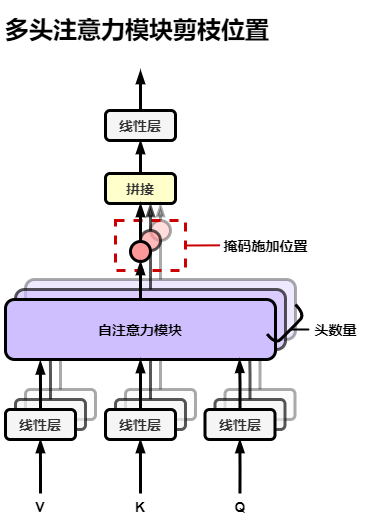 多头注意力模块剪枝位置
线性层
拼接
掩码施加位置
自注意力模块
头数量
线性层 线性层 线性层
V K Q